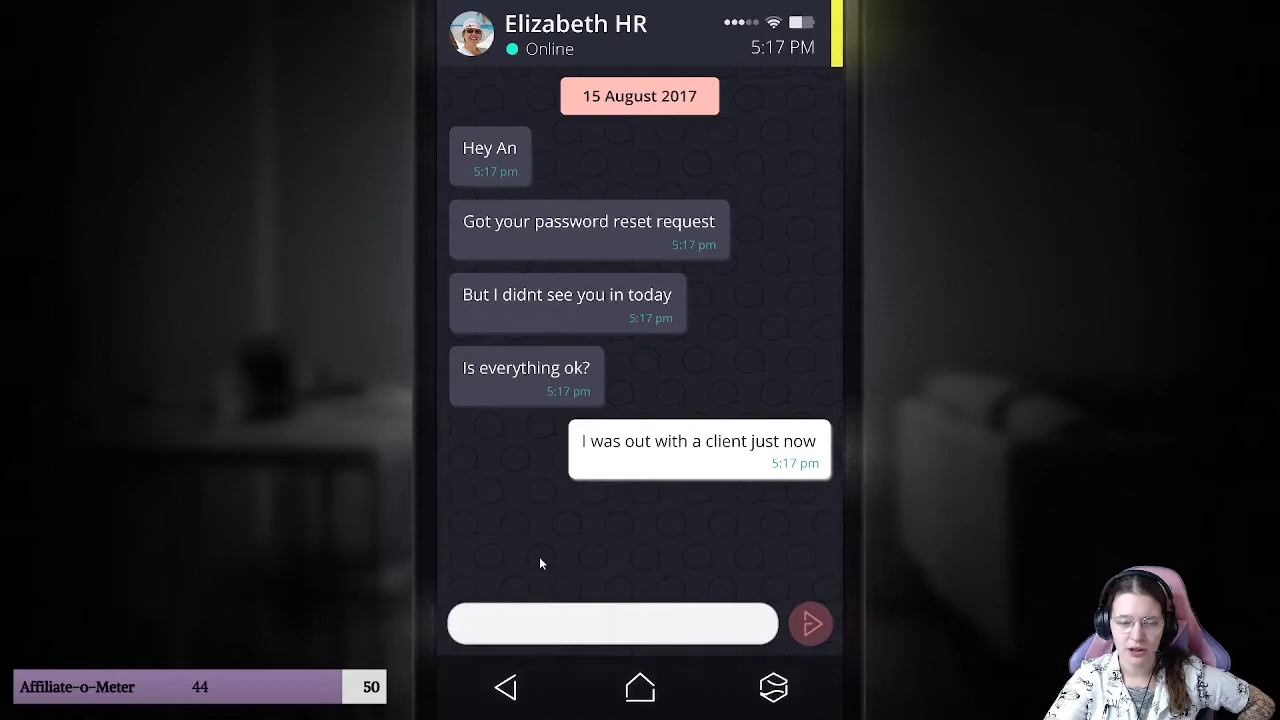 Elizabeth HR
Online
5:17 PM
15 August 2017
Hey An
5:17 pm
Got your password reset request
5:17 pm
But I didnt see you in today
5:17 pm
Is everything ok?
5:17 pm
I was out with a client just now
5:17 pm
Affiliate-o-Meter 44 50